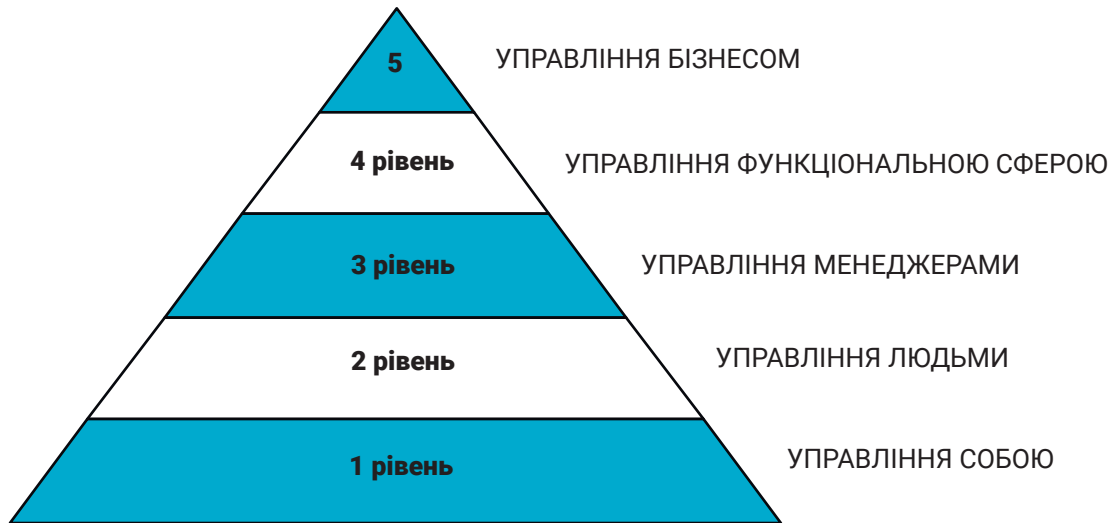 5
УПРАВЛІННЯ БІЗНЕСОМ
4 рівень
УПРАВЛІННЯ ФУНКЦІОНАЛЬНОЮ СФЕРОЮ
3 рівень
УПРАВЛІННЯ МЕНЕДЖЕРАМИ
2 рівень
УПРАВЛІННЯ ЛЮДЬМИ
1 рівень
УПРАВЛІННЯ СОБОЮ